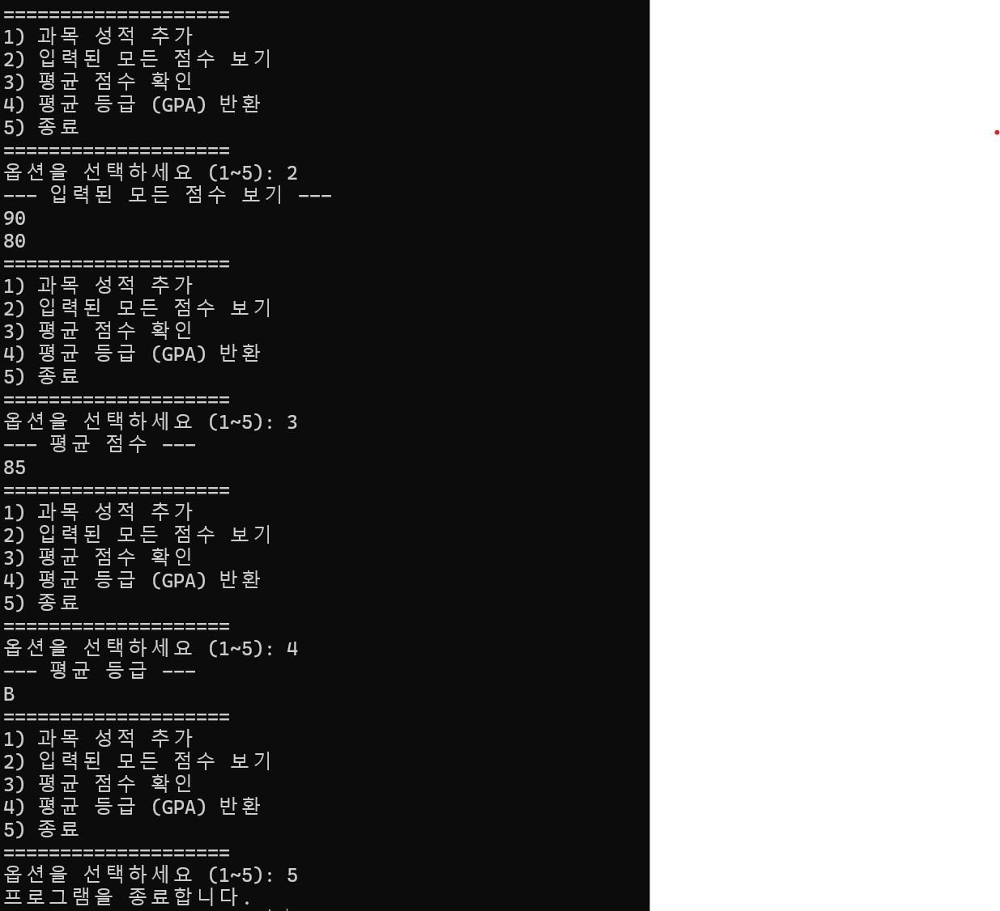 ====================
1) 과목 성적 추가
2) 입력된 모든 점수 보기
3) 평균 점수 확인
4) 평균 등급 (GPA) 반환
5) 종료
====================
옵션을 선택하세요 (1~5): 2
--- 입력된 모든 점수 보기 ---
90
80
====================
1) 과목 성적 추가
2) 입력된 모든 점수 보기
3) 평균 점수 확인
4) 평균 등급 (GPA) 반환
5) 종료
====================
옵션을 선택하세요 (1~5): 3
--- 평균 점수 ---
85
====================
1) 과목 성적 추가
2) 입력된 모든 점수 보기
3) 평균 점수 확인
4) 평균 등급 (GPA) 반환
5) 종료
====================
옵션을 선택하세요 (1~5): 4
--- 평균 등급 ---
B
====================
1) 과목 성적 추가
2) 입력된 모든 점수 보기
3) 평균 점수 확인
4) 평균 등급 (GPA) 반환
5) 종료
====================
옵션을 선택하세요 (1~5): 5
프로그램을 종료합니다.